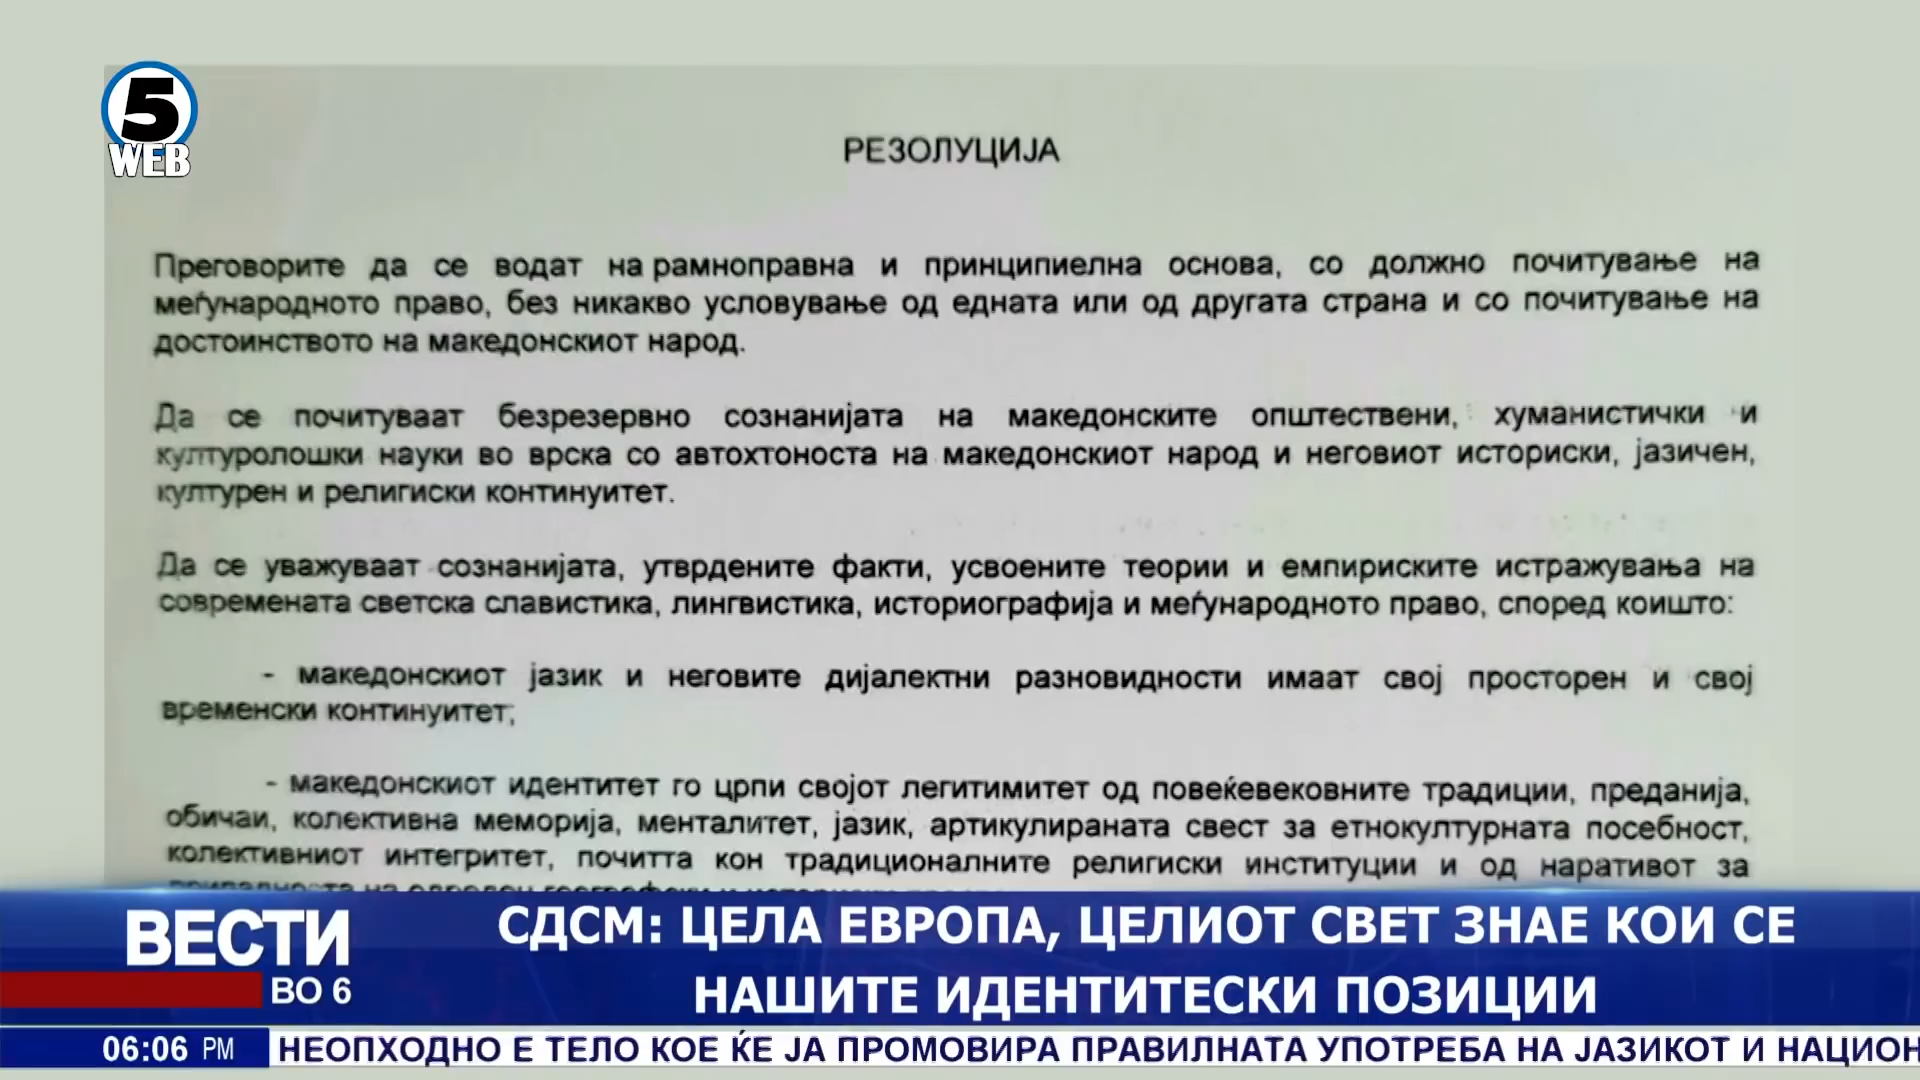 5
WEB
РЕЗОЛУЦИЈА
Преговорите да се водат на рамноправна и принципиелна основа, со должно почитување на
меѓународното право, без никакво условување од едната или од другата страна и со почитување на
достоинството на македонскиот народ.
Да се почитуваат безрезервно сознанијата на македонските општествени, хуманистички и
културолошки науки во врска со автохтоноста на македонскиот народ и неговиот историски, јазичен,
културен и религиски континуитет.
Да се уважуваат сознанијата, утврдените факти, усвоените теории и емпириските истражувања на
современата светска славистика, лингвистика, историографија и меѓународното право, според коишто:
- македонскиот јазик и неговите дијалектни разновидности имаат свој просторен и свој
временски континуитет;
- македонскиот идентитет го црпи својот легитимитет од повеќевековните традиции, преданија,
обичаи, колективна меморија, менталитет, јазик, артикулираната свест за етнокултурната посебност,
колективниот интегритет, почитта кон традиционалните религиски институции и од наративот за
ВЕСТИ
ВО 6
СДСМ: ЦЕЛА ЕВРОПА, ЦЕЛИОТ СВЕТ ЗНАЕ КОИ СЕ
НАШИТЕ ИДЕНТИТЕСКИ ПОЗИЦИИ
06:06 PM
НЕОПХОДНО Е ТЕЛО КОЕ ЌЕ ЈА ПРОМОВИРА ПРАВИЛНАТА УПОТРЕБА НА ЈАЗИКОТ И НАЦИОН